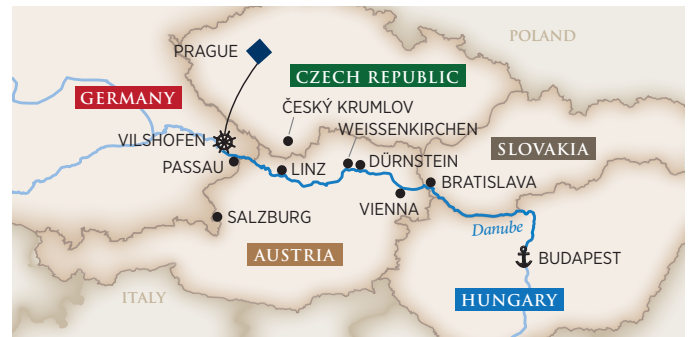 POLAND
PRAGUE
CZECH REPUBLIC
GERMANY
ČESKÝ KRUMLOV
WEISSENKIRCHEN
VILSHOFEN
SLOVAKIA
PASSAU
LINZ
DÜRNSTEIN
BRATISLAVA
VIENNA
SALZBURG
Danube
AUSTRIA
BUDAPEST
ITALY
HUNGARY